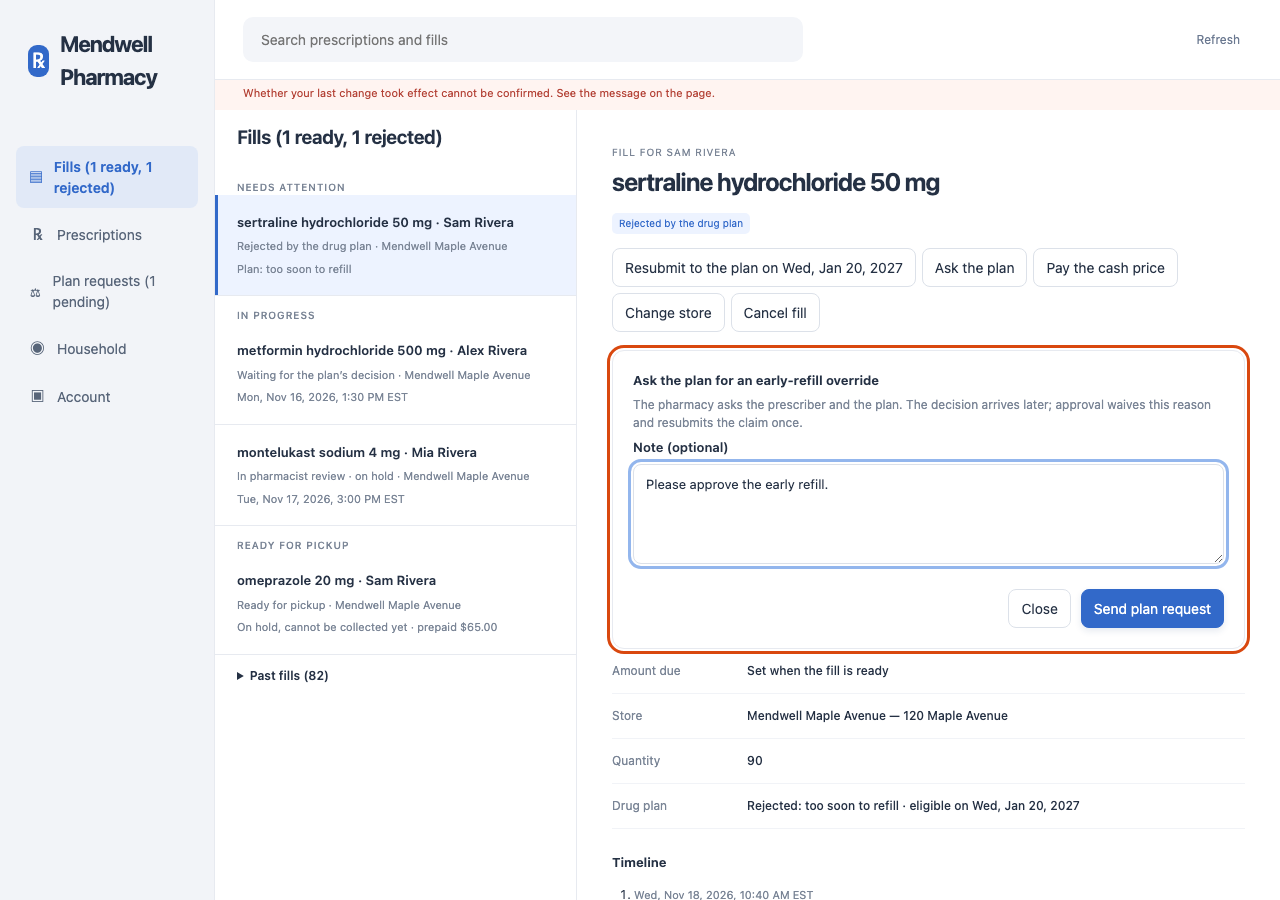 Mendwell
Pharmacy
Search prescriptions and fills
Refresh
Whether your last change took effect cannot be confirmed. See the message on the page.
Fills (1 ready, 1
rejected)
Prescriptions
Plan requests (1
pending)
Household
Account
Fills (1 ready, 1 rejected)
NEEDS ATTENTION
sertraline hydrochloride 50 mg · Sam Rivera
Rejected by the drug plan · Mendwell Maple Avenue
Plan: too soon to refill
IN PROGRESS
metformin hydrochloride 500 mg · Alex Rivera
Waiting for the plan’s decision · Mendwell Maple Avenue
Mon, Nov 16, 2026, 1:30 PM EST
montelukast sodium 4 mg · Mia Rivera
In pharmacist review · on hold · Mendwell Maple Avenue
Tue, Nov 17, 2026, 3:00 PM EST
READY FOR PICKUP
omeprazole 20 mg · Sam Rivera
Ready for pickup · Mendwell Maple Avenue
On hold, cannot be collected yet · prepaid $65.00
Past fills (82)
FILL FOR SAM RIVERA
sertraline hydrochloride 50 mg
Rejected by the drug plan
Resubmit to the plan on Wed, Jan 20, 2027
Ask the plan
Pay the cash price
Change store
Cancel fill
Ask the plan for an early-refill override
The pharmacy asks the prescriber and the plan. The decision arrives later; approval waives this reason
and resubmits the claim once.
Note (optional)
Please approve the early refill.
Close
Send plan request
Amount due
Set when the fill is ready
Store
Mendwell Maple Avenue — 120 Maple Avenue
Quantity
90
Drug plan
Rejected: too soon to refill · eligible on Wed, Jan 20, 2027
Timeline
1. Wed, Nov 18, 2026, 10:40 AM EST